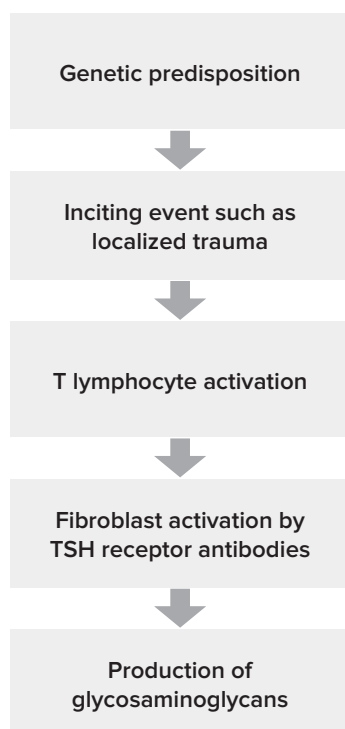 Genetic predisposition
Inciting event such as
localized trauma
T lymphocyte activation
Fibroblast activation by
TSH receptor antibodies
Production of
glycosaminoglycans